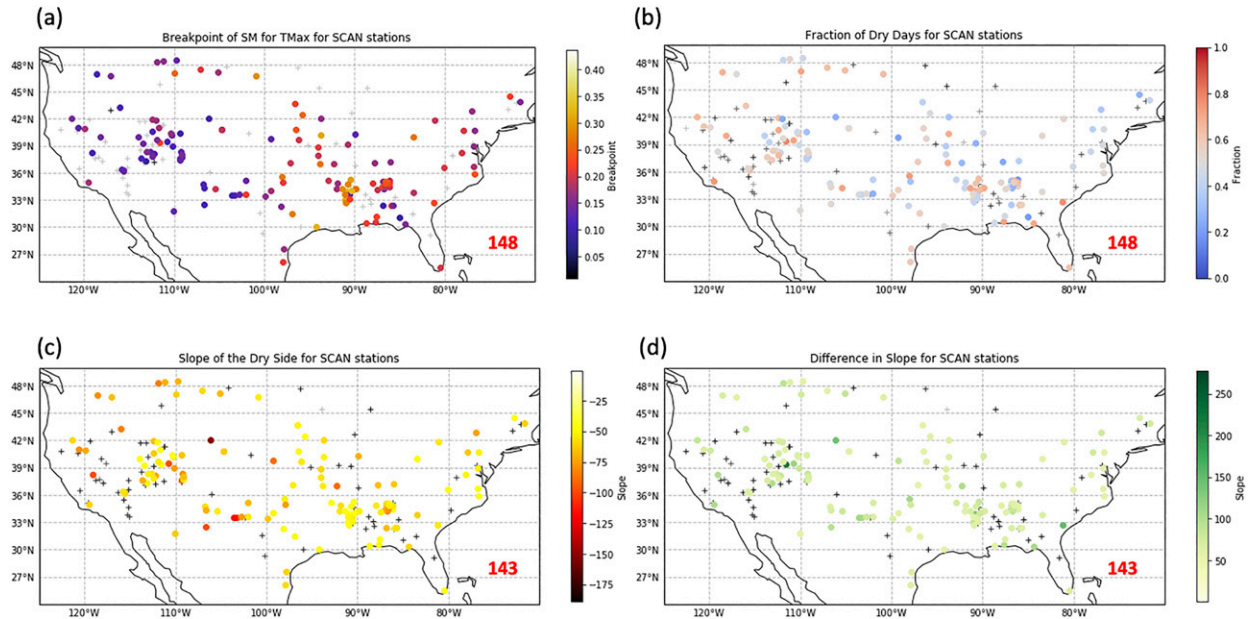 (a)
Breakpoint of SM for TMax for SCAN stations
48°N
45°N
42°N
39°N
36°N
33°N
30°N
27°N
120°W 110°W 100°W 90°W 80°W
148
0.40
0.35
0.30
0.25
0.20
0.15
0.10
0.05
Breakpoint
(b)
Fraction of Dry Days for SCAN stations
48°N
45°N
42°N
39°N
36°N
33°N
30°N
27°N
120°W 110°W 100°W 90°W 80°W
148
1.0
0.8
0.6
0.4
0.2
0.0
Fraction
(c)
Slope of the Dry Side for SCAN stations
48°N
45°N
42°N
39°N
36°N
33°N
30°N
27°N
120°W 110°W 100°W 90°W 80°W
143
−25
−50
−75
−100
−125
−150
−175
Slope
(d)
Difference in Slope for SCAN stations
48°N
45°N
42°N
39°N
36°N
33°N
30°N
27°N
120°W 110°W 100°W 90°W 80°W
143
250
200
150
100
50
Slope